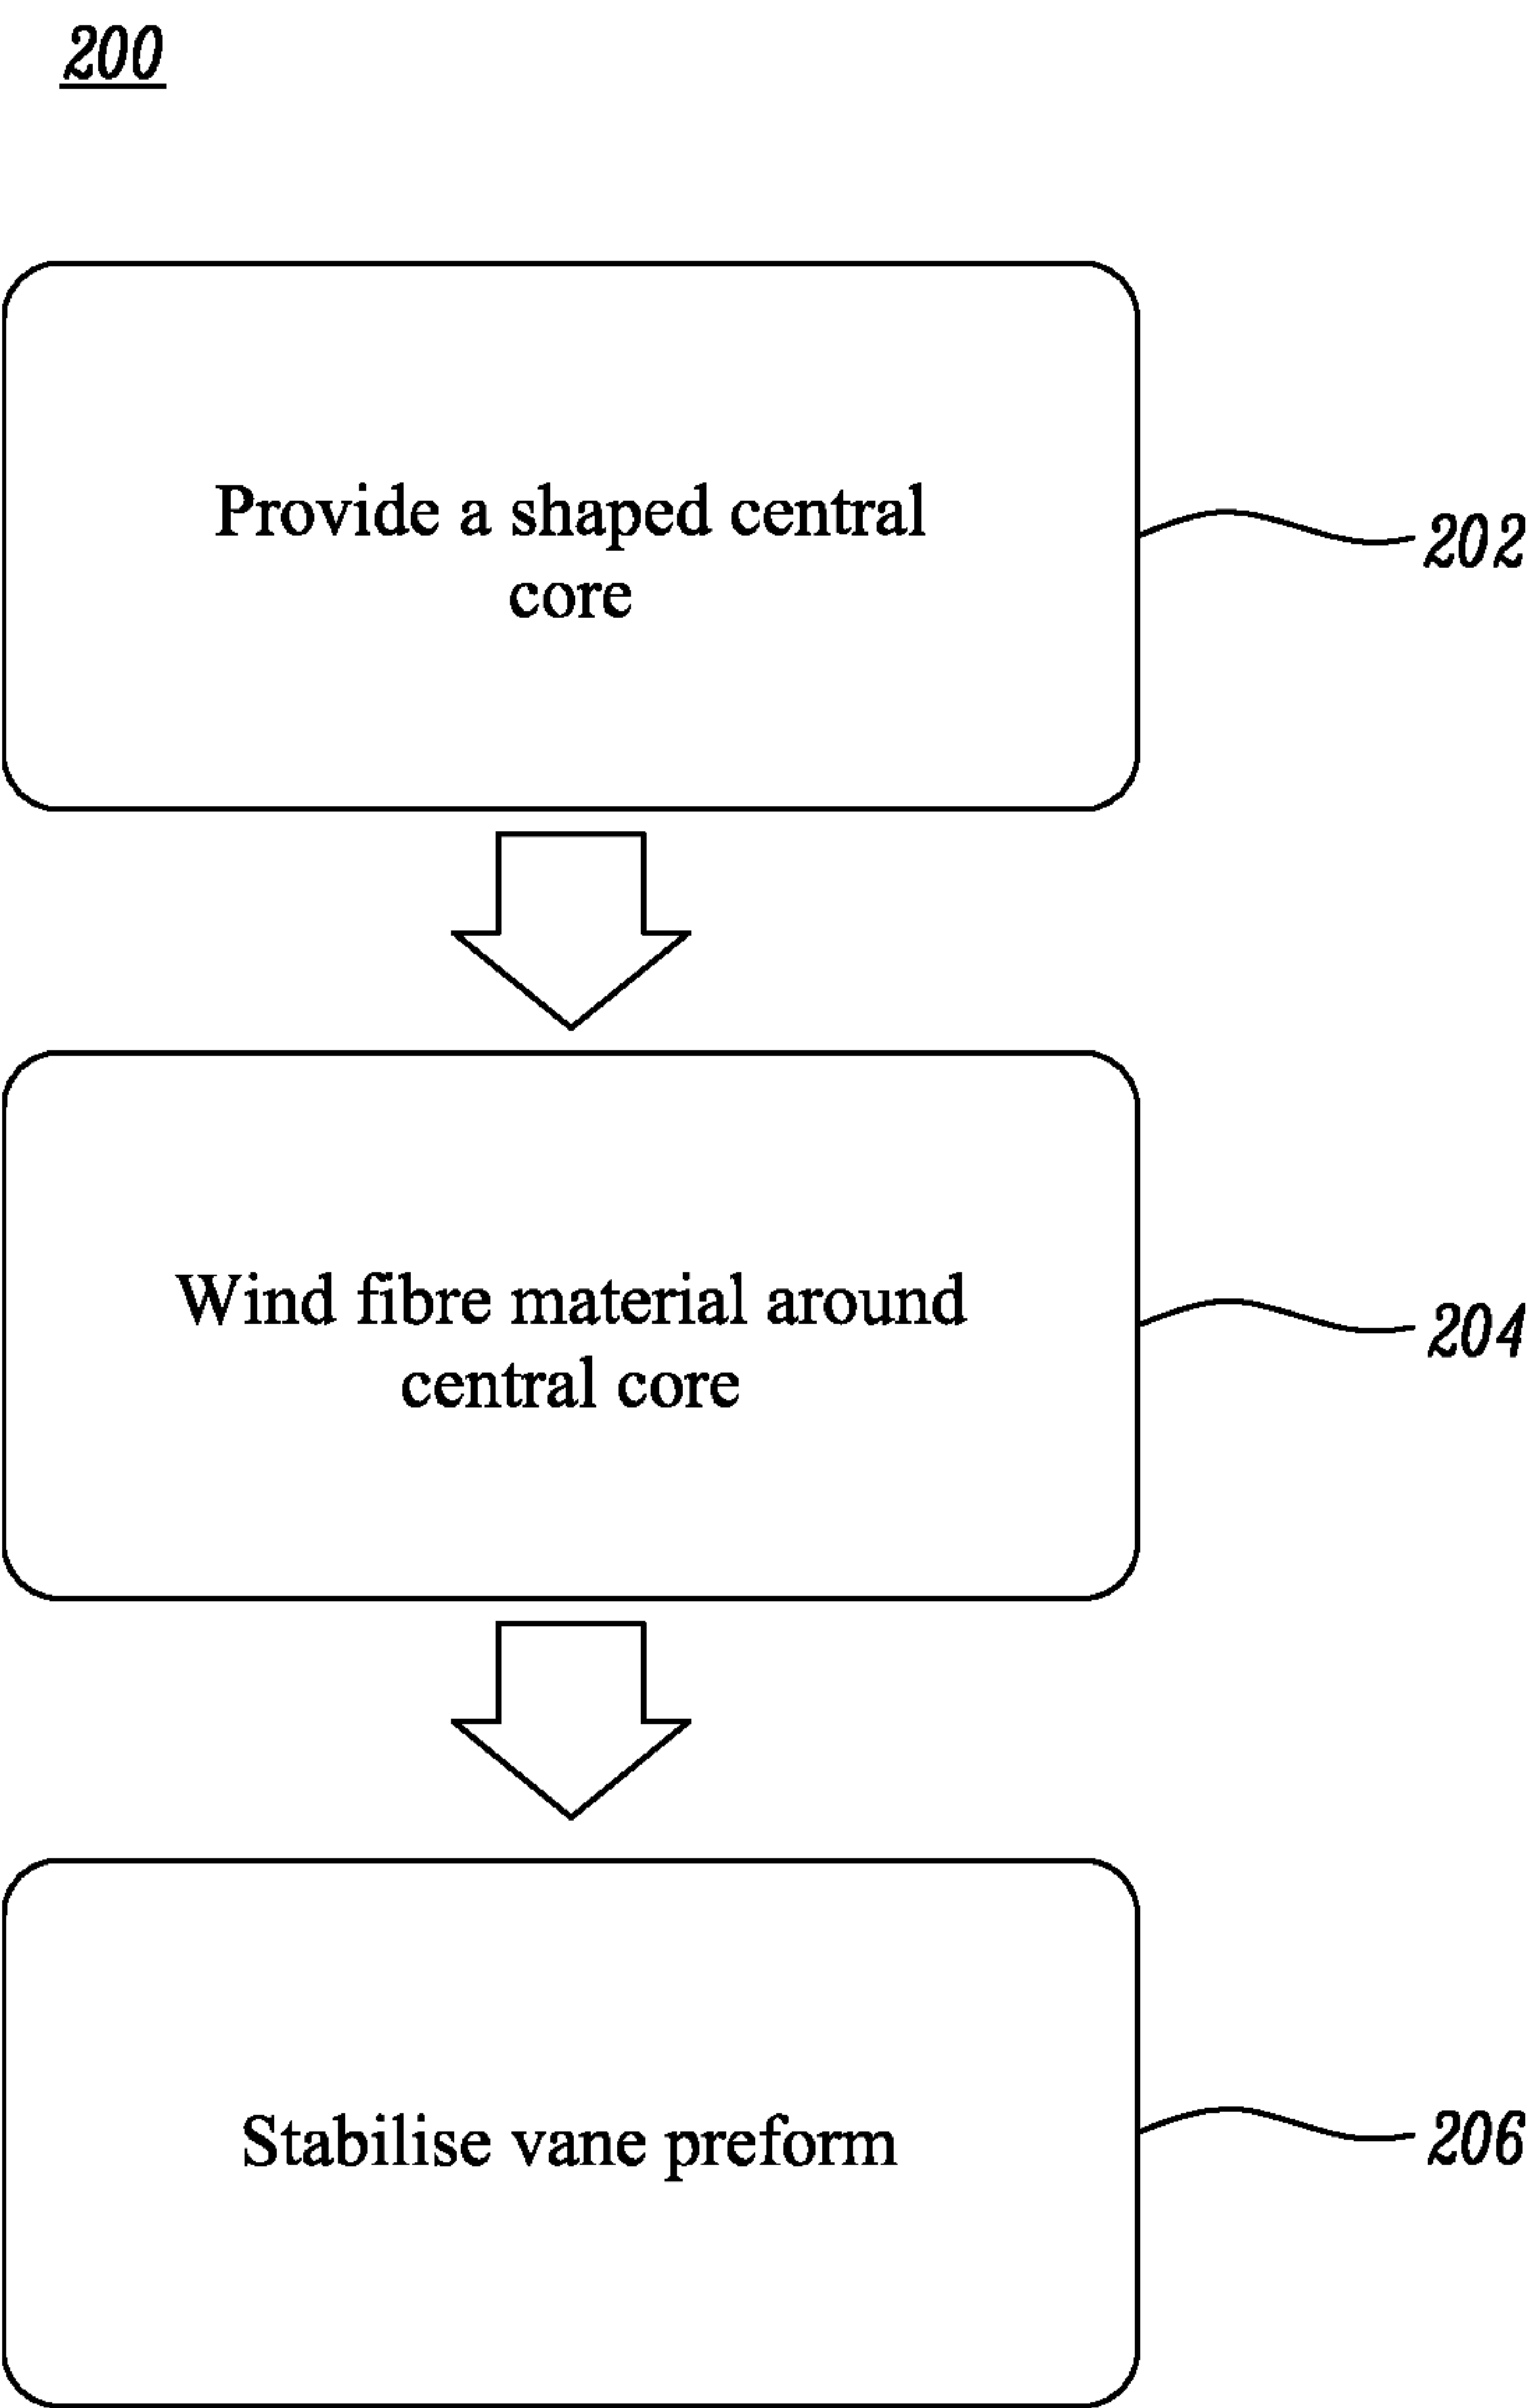 200
Provide a shaped central
core
202
Wind fibre material around
central core
204
Stabilise vane preform
206